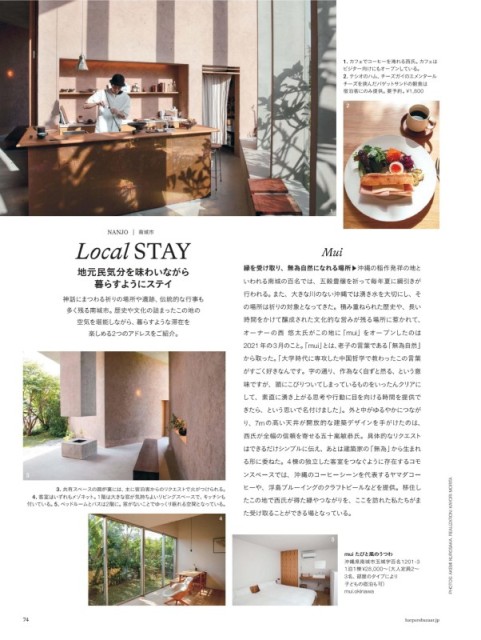 1. カフェでコーヒーを淹れる西氏。カフェは
ビジター向けにもオープンしている。
2. テシオのハム、チーズガイのエメンタール
チーズを挟んだバゲットサンドの朝食は
宿泊客にのみ提供。要予約。¥1,600
NANJO | 南城市
Local STAY
地元民気分を味わいながら
暮らすようにステイ
神話にまつわる祈りの場所や遺跡、伝統的な行事も
多く残る南城市。歴史や文化の詰まったこの地の
空気を堪能しながら、暮らすような滞在を
楽しめる2つのアドレスをご紹介。
Mui
縁を受け取り、無為自然になれる場所▶沖縄の稲作発祥の地と
いわれる南城の百名では、五穀豊穣を祈って毎年夏に綱引きが
行われる。また、大きな川のない沖縄では湧き水を大切にし、そ
の場所は祈りの対象となってきた。積み重ねられた歴史や、長い
時間をかけて醸成された文化的な営みが残る場所に惹かれて、
オーナーの西 悠太氏がこの地に「mui」をオープンしたのは
2021年の3月のこと。「mui」とは、老子の言葉である「無為自然」
から取った。「大学時代に専攻した中国哲学で教わったこの言葉
がすごく好きなんです。字の通り、作為なく自ずと然る、という意
味ですが、頭にこびりついてしまっているものをいったんクリアに
して、素直に湧き上がる思考や行動に目を向ける時間を提供で
きたら、という思いで名付けました」。外と中がゆるやかにつなが
り、7mの高い天井が開放的な建築デザインを手がけたのは、
西氏が全幅の信頼を寄せる五十嵐敏恭氏。具体的なリクエスト
はできるだけシンプルに伝え、あとは建築家の「無為」から生まれ
る形に委ねた。4棟の独立した客室をつなぐように存在するコモ
ンスペースでは、沖縄のコーヒーシーンを代表するヤマダコー
ヒーや、浮島ブルーイングのクラフトビールなどを提供。移住し
たこの地で西氏が得た縁やつながりを、ここを訪れた私たちがま
た受け取ることができる場となっている。
3. 共有スペースの囲炉裏には、主に宿泊客からのリクエストで火がつけられる。
4. 客室はいずれもメゾネット。1階は大きな窓が気持ちよいリビングスペースで、キッチンも
付いている。5. ベッドルームとバスは2階に。窓がないことでゆっくり眠れる空間となっている。
mui たびと風のうつわ
沖縄県南城市玉城字百名1201-3
1泊1棟¥28,000～（大人定員2～
3名、部屋のタイプにより
子どもの宿泊も可）
mui.okinawa
74
harpersbazaar.jp